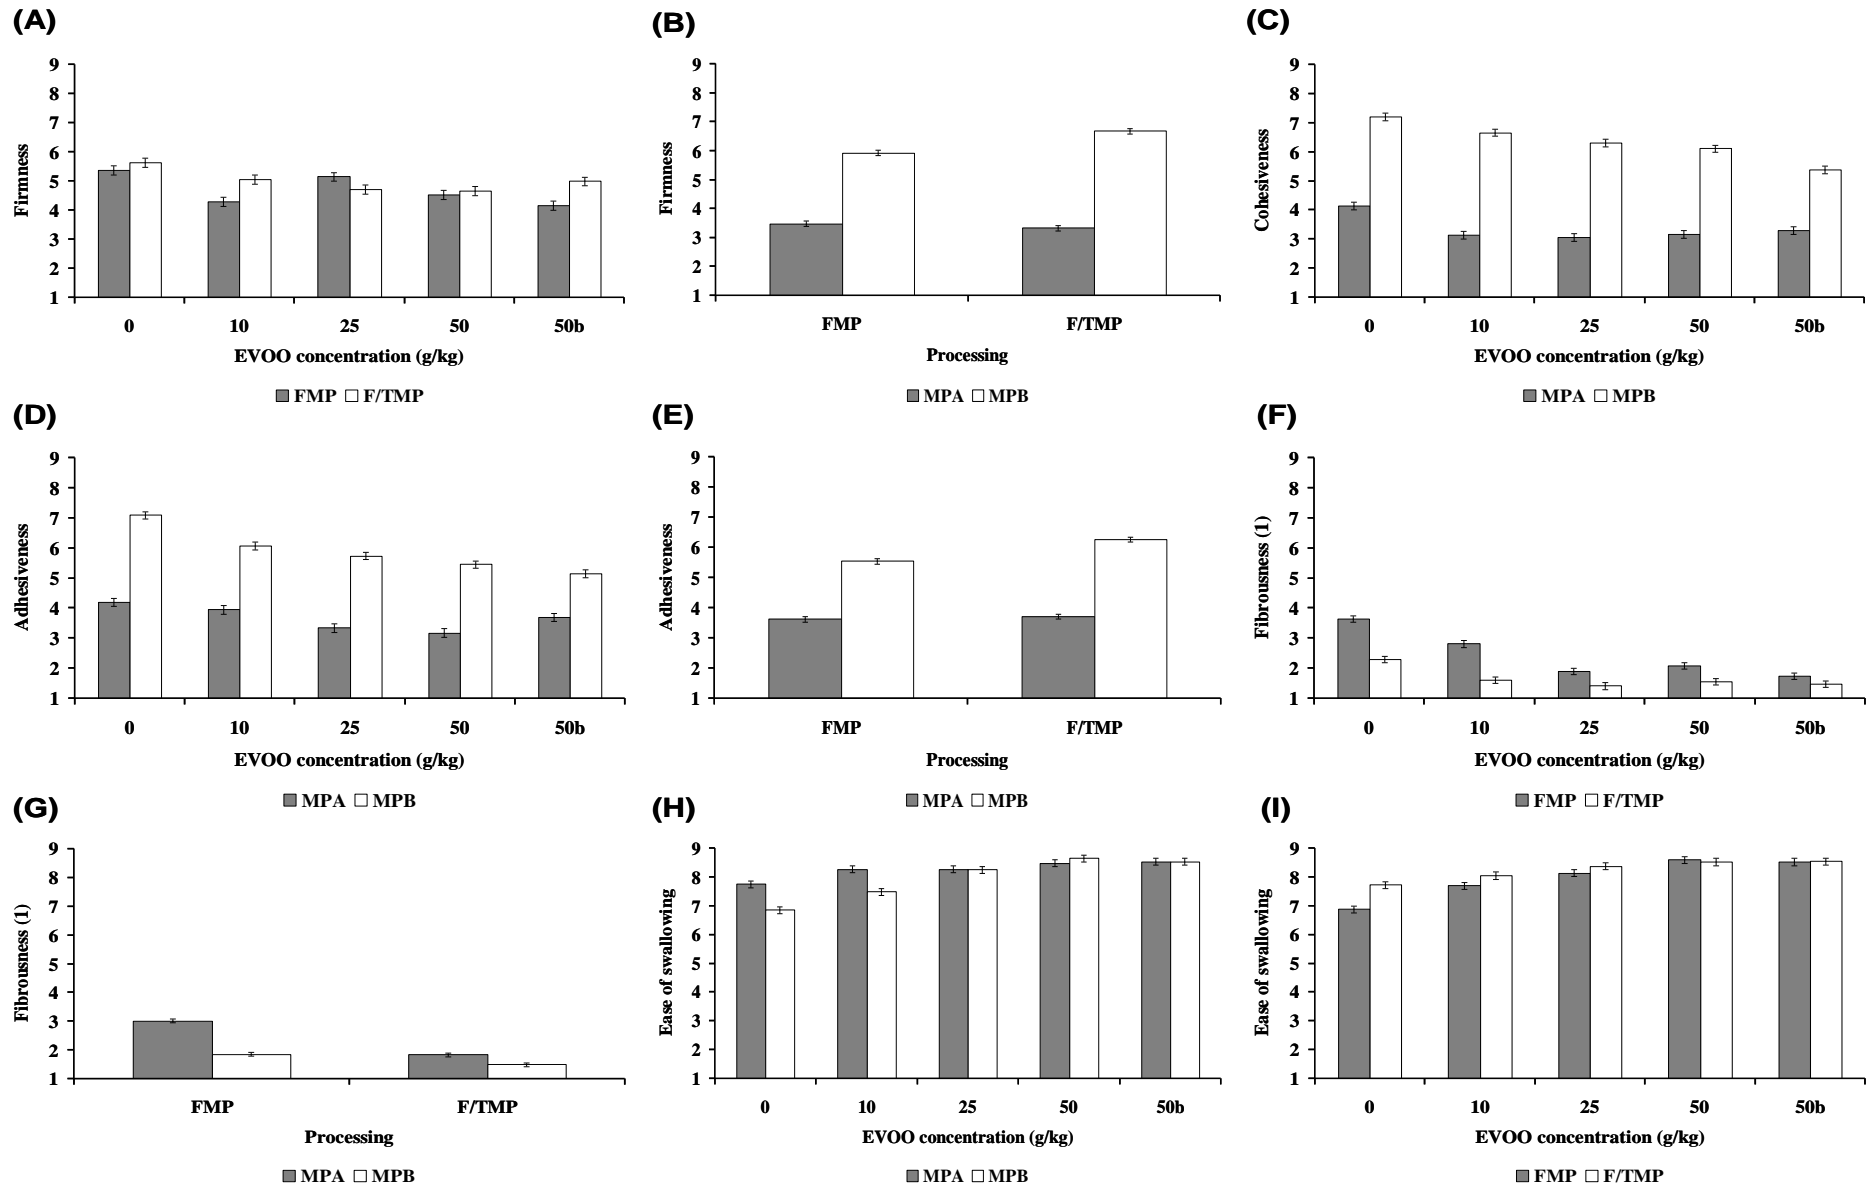 (A)
9
8
7
6
5
4
3
2
1
Firmness
0 10 25 50 50b
EVOO concentration (g/kg)
FMP F/TMP
(B)
9
8
7
6
5
4
3
2
1
Firmness
FMP F/TMP
Processing
MPA MPB
(C)
9
8
7
6
5
4
3
2
1
Cohesiveness
0 10 25 50 50b
EVOO concentration (g/kg)
MPA MPB
(D)
9
8
7
6
5
4
3
2
1
Adhesiveness
0 10 25 50 50b
EVOO concentration (g/kg)
MPA MPB
(E)
9
8
7
6
5
4
3
2
1
Adhesiveness
FMP F/TMP
Processing
MPA MPB
(F)
9
8
7
6
5
4
3
2
1
Fibrousness (1)
0 10 25 50 50b
EVOO concentration (g/kg)
FMP F/TMP
(G)
9
8
7
6
5
4
3
2
1
Fibrousness (1)
FMP F/TMP
Processing
MPA MPB
(H)
9
8
7
6
5
4
3
2
1
Ease of swallowing
0 10 25 50 50b
EVOO concentration (g/kg)
MPA MPB
(I)
9
8
7
6
5
4
3
2
1
Ease of swallowing
0 10 25 50 50b
EVOO concentration (g/kg)
FMP F/TMP